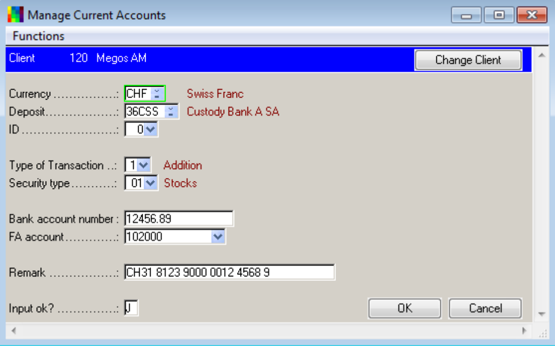 Manage Current Accounts
Functions
Client 120 Megos AM Change Client
Currency ...............: CHF Swiss Franc
Deposit.................: 36CSS Custody Bank A SA
ID.......................: 0
Type of Transaction ..: 1 Addition
Security type..........: 01 Stocks
Bank account number: 12456.89
FA account.............: 102000
Remark ................: CH31 8123 9000 0012 4568 9
Input ok? ..............: J OK Cancel